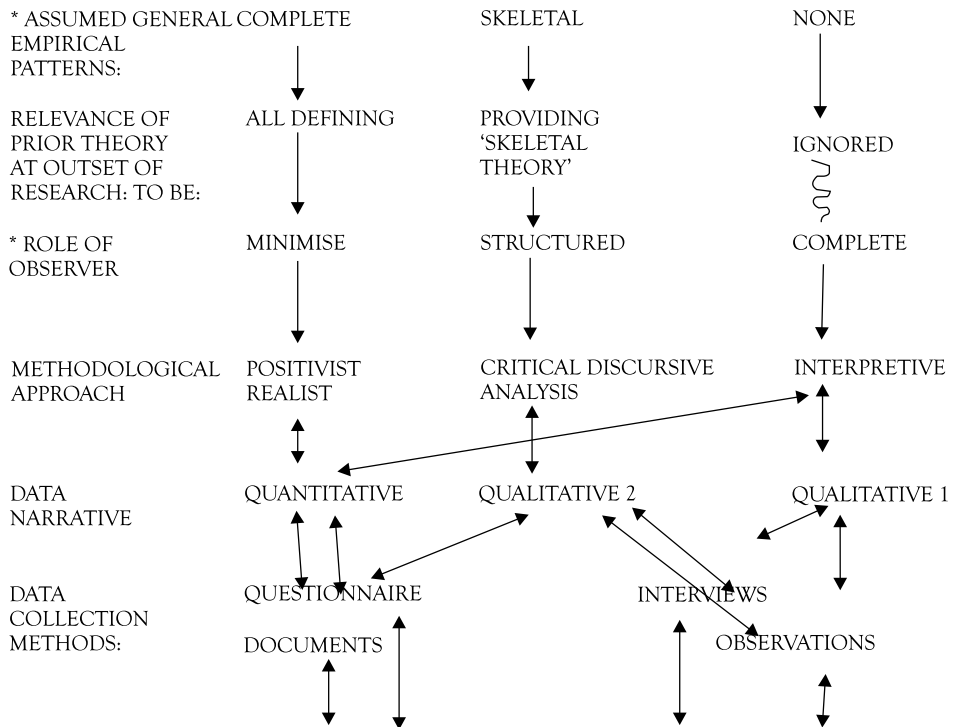 * ASSUMED GENERAL COMPLETE SKELETAL NONE
EMPIRICAL
PATTERNS:
RELEVANCE OF ALL DEFINING PROVIDING
PRIOR THEORY ‘SKELETAL IGNORED
AT OUTSET OF THEORY’
RESEARCH: TO BE:
* ROLE OF MINIMISE STRUCTURED COMPLETE
OBSERVER
METHODOLOGICAL POSITIVIST CRITICAL DISCURSIVE INTERPRETIVE
APPROACH REALIST ANALYSIS
DATA QUANTITATIVE QUALITATIVE 2 QUALITATIVE 1
NARRATIVE
DATA QUESTIONNAIRE INTERVIEWS
COLLECTION
METHODS: DOCUMENTS OBSERVATIONS